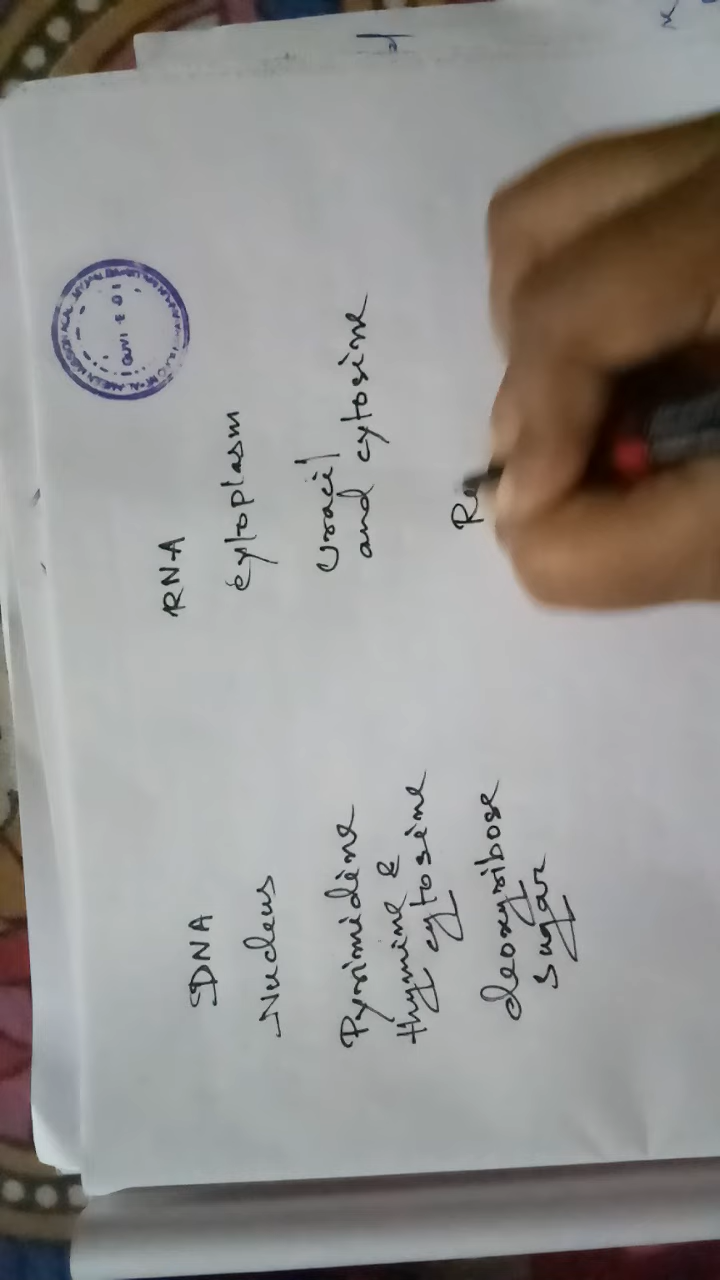 DNA RNA
Nucleus cytoplasm
Pyrimidine Uracil
thymine & and cytosine
cytosine
deoxyribose
sugar